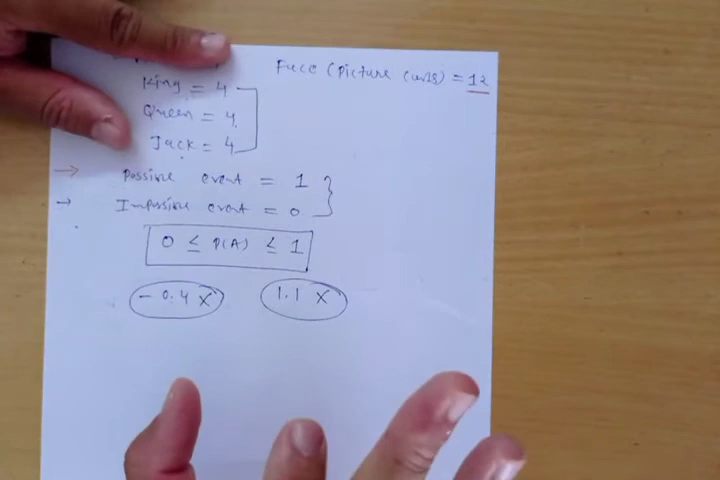 Face (Picture Cards) = 12
King = 4
Queen = 4
Jack = 4
→ Possible event = 1
→ Impossible event = 0
0 ≤ P(A) ≤ 1
- 0.4 X 1.1 X